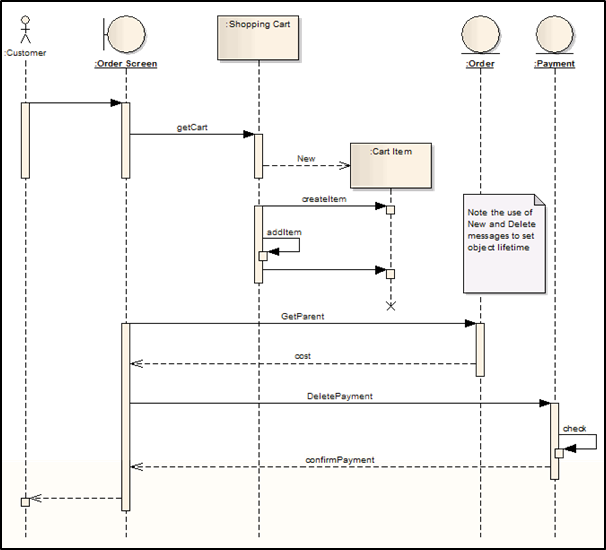 :Customer
:Order Screen
:Shopping Cart
:Order
:Payment
getCart
New
:Cart Item
createItem
addItem
Note the use of
New and Delete
messages to set
object lifetime
GetParent
cost
DeletePayment
check
confirmPayment